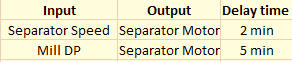 Input Output Delay time
Separator Speed Separator Motor 2 min
Mill DP Separator Motor 5 min